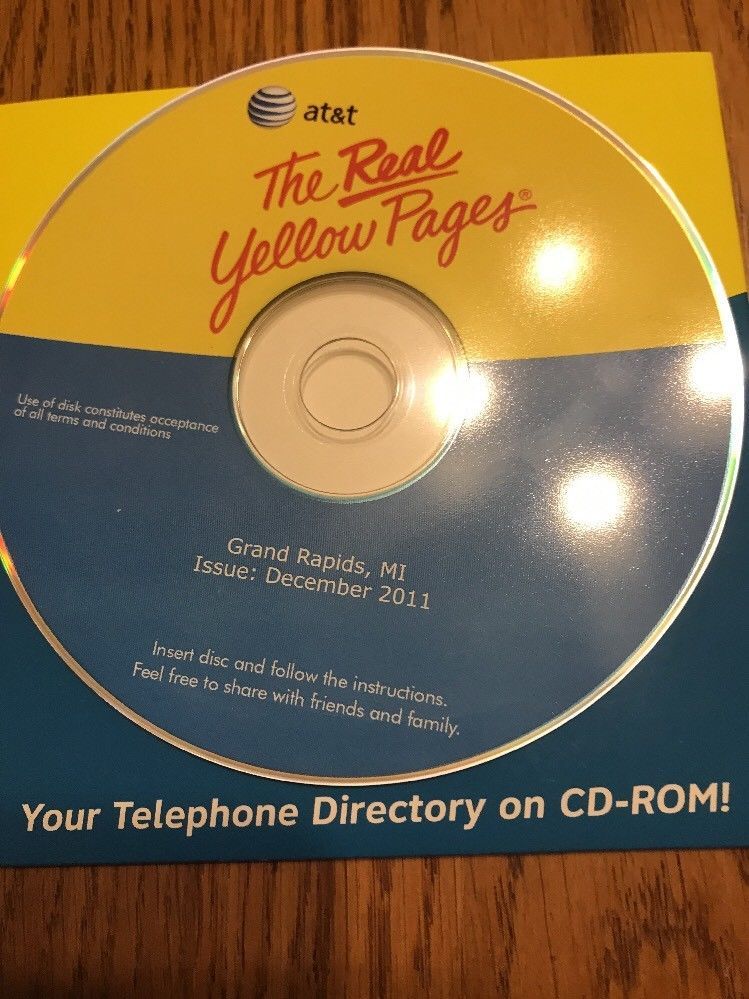 at&t
The Real
Yellow Pages®
Use of disk constitutes acceptance
of all terms and conditions
Grand Rapids, MI
Issue: December 2011
Insert disc and follow the instructions.
Feel free to share with friends and family.
Your Telephone Directory on CD-ROM!